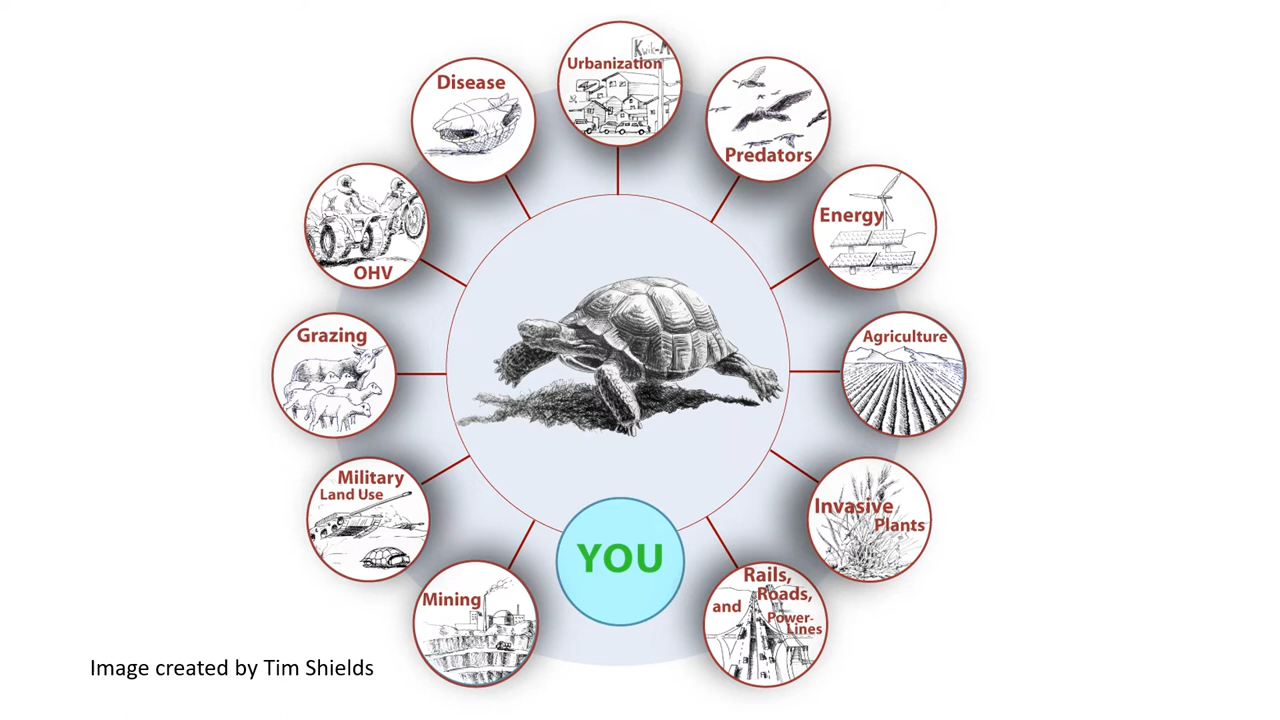 Kwik-M
Urbanization
Disease
Predators
Energy
OHV
Grazing
Agriculture
Military
Land Use
Invasive
Plants
YOU
Rails,
Roads,
and
Power-
Lines
Mining
Image created by Tim Shields